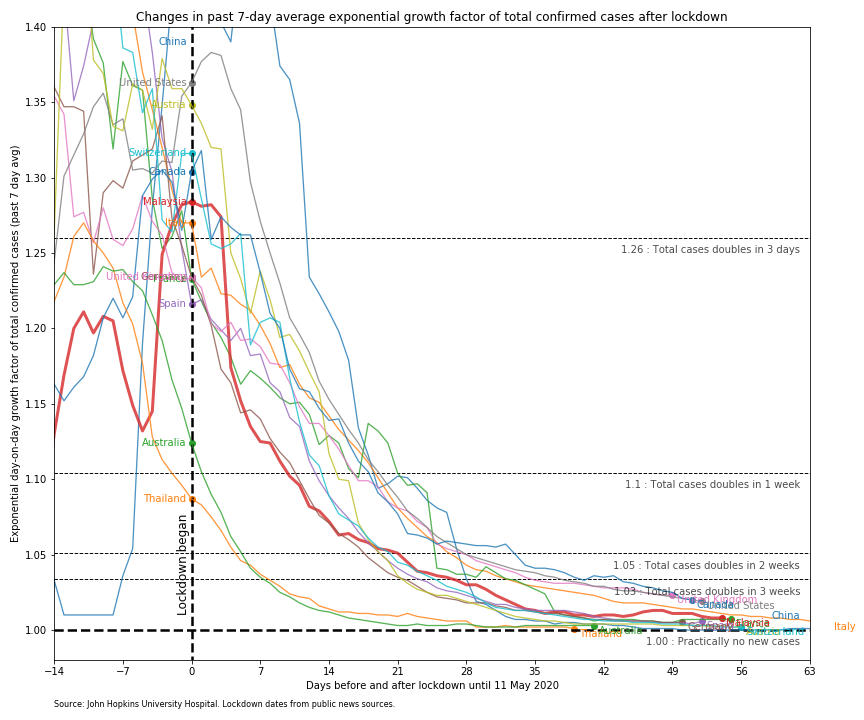 Changes in past 7-day average exponential growth factor of total confirmed cases after lockdown
Exponential day-on-day growth factor of total confirmed cases (past 7 day avg)
1.40
1.35
1.30
1.25
1.20
1.15
1.10
1.05
1.00
China
United States
Austria
Switzerland
Canada
Malaysia
Italy
United Kingdom
Germany
France
Spain
Australia
Thailand
Lockdown began
1.26 : Total cases doubles in 3 days
1.1 : Total cases doubles in 1 week
1.05 : Total cases doubles in 2 weeks
1.03 : Total cases doubles in 3 weeks
1.00 : Practically no new cases
United Kingdom
Canada
United States
China
Malaysia
Germany
Italy
Switzerland
Australia
Thailand
-14
-7
0
7
14
21
28
35
42
49
56
63
Days before and after lockdown until 11 May 2020
Source: John Hopkins University Hospital. Lockdown dates from public news sources.